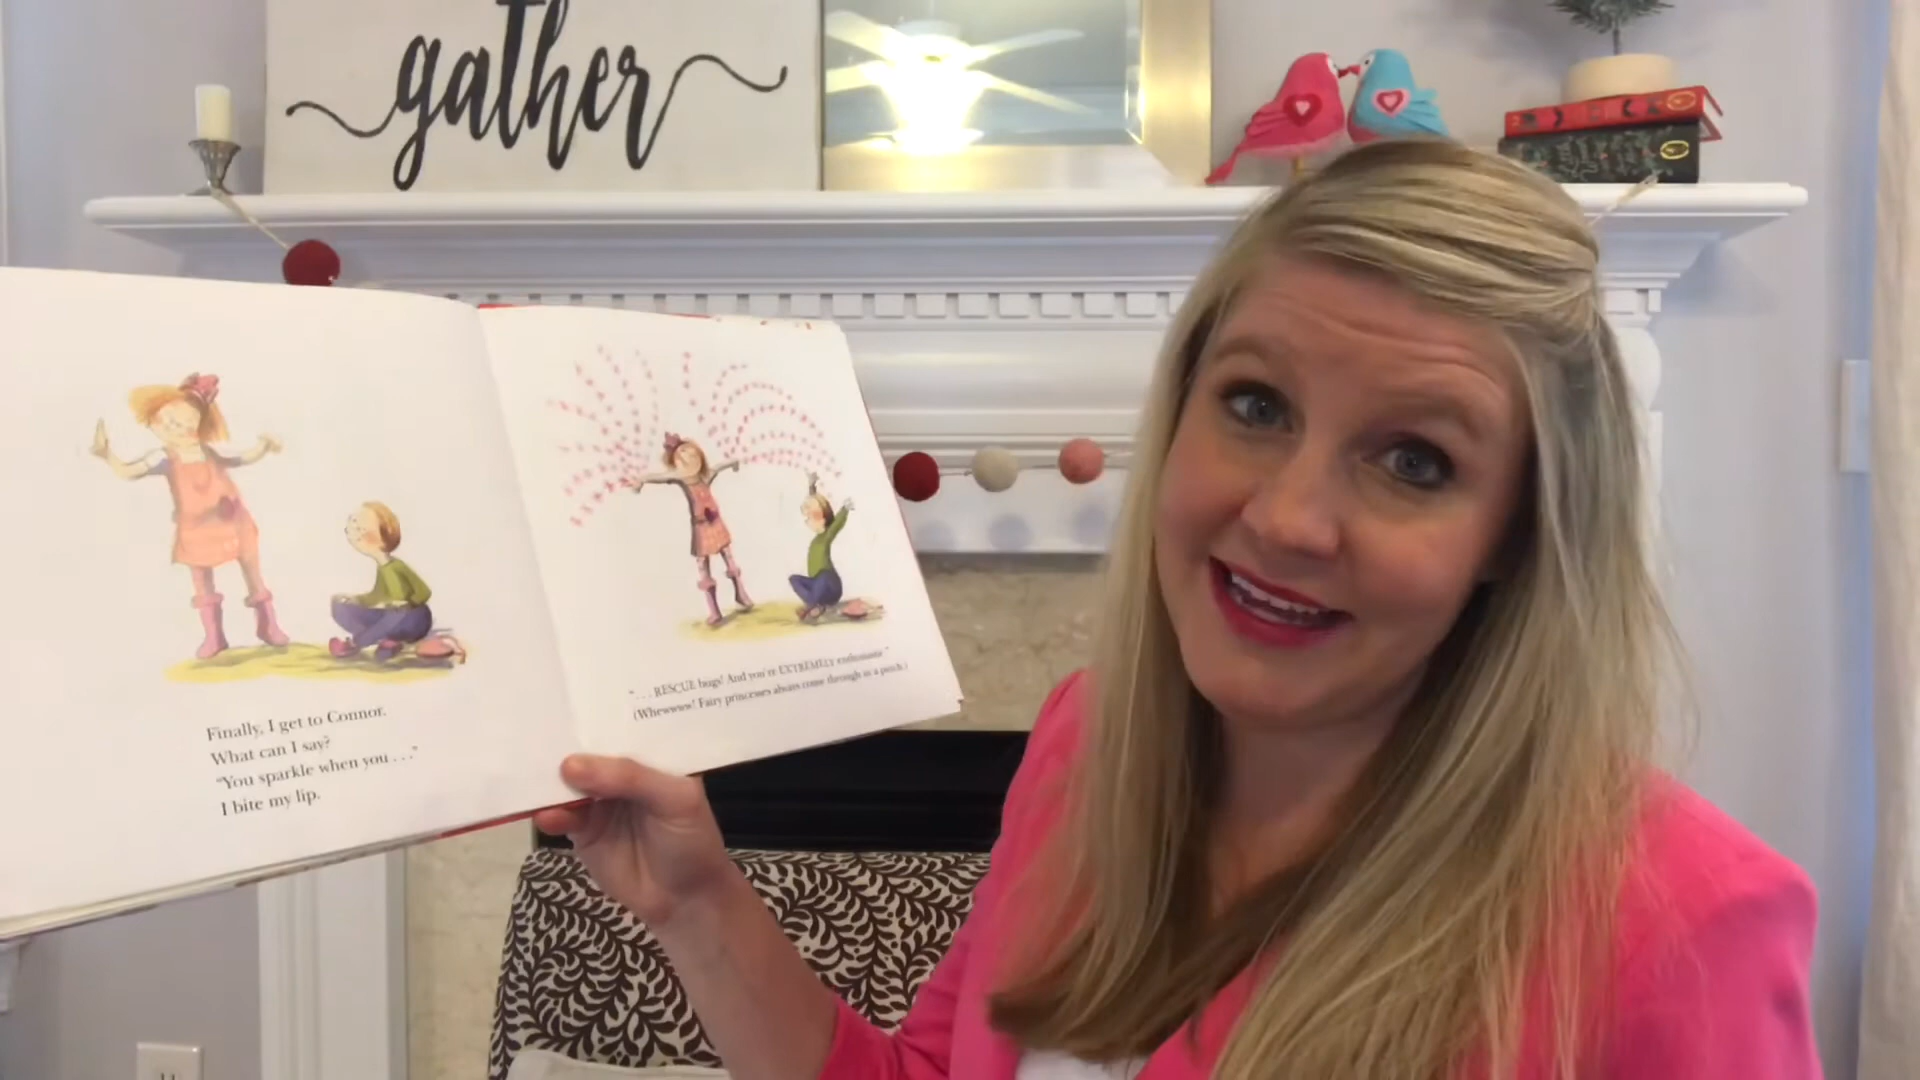 gather
Finally, I get to Connor.
What can I say?
"You sparkle when you . . ."
I bite my lip.
". . . RESCUE bugs! And you're EXTREMELY enthusiastic."
(Whewwww! Fairy princesses always come through in a pinch.)